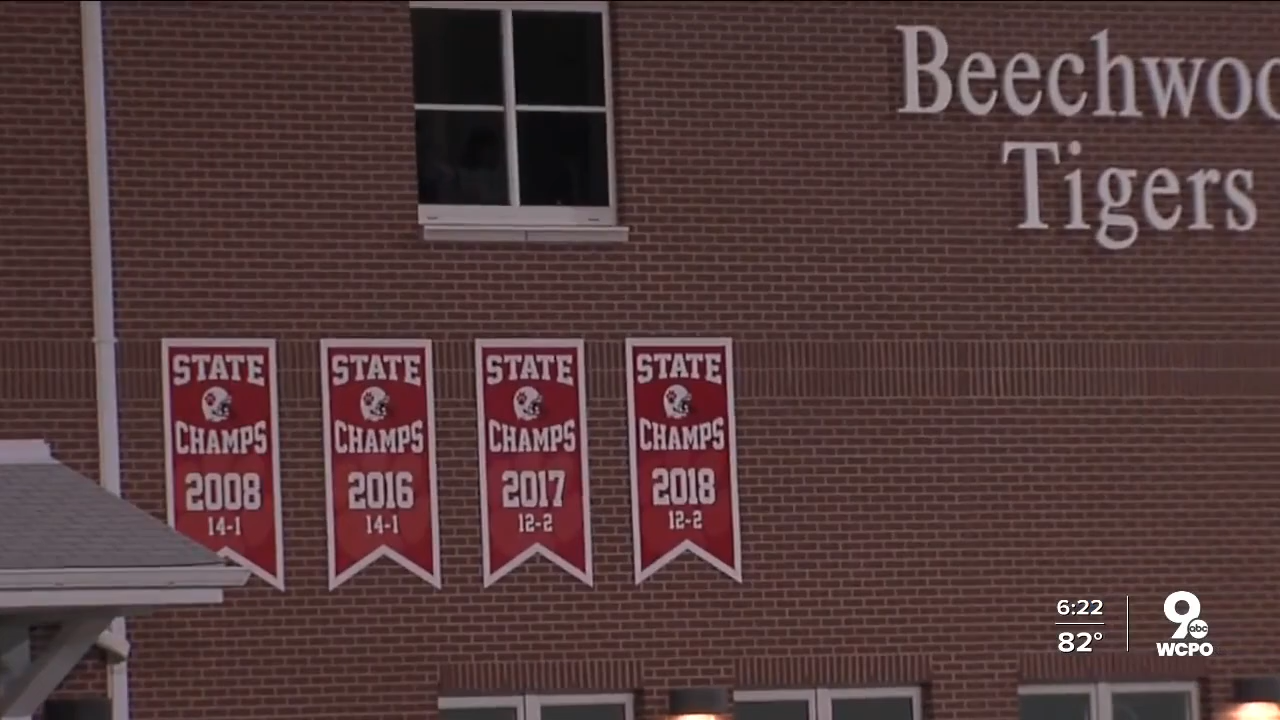 Beechwoo
Tigers
STATE
CHAMPS
2008
14-1
STATE
CHAMPS
2016
14-1
STATE
CHAMPS
2017
12-2
STATE
CHAMPS
2018
12-2
6:22
82°
9
abc
WCPO